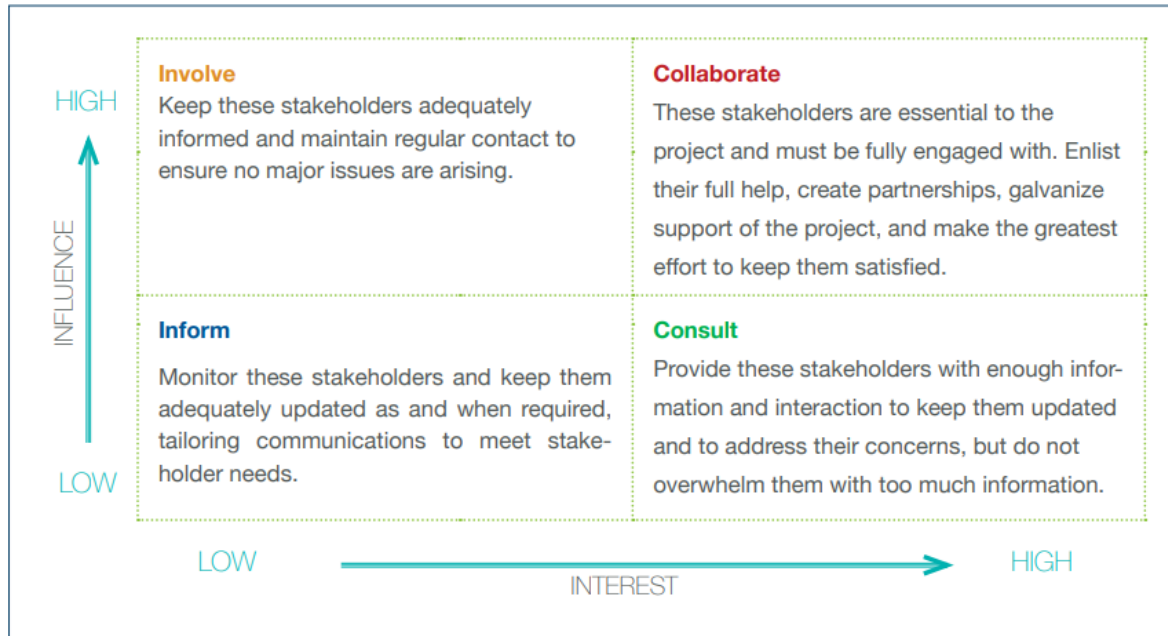 Involve
Keep these stakeholders adequately
informed and maintain regular contact to
ensure no major issues are arising.
Collaborate
These stakeholders are essential to the
project and must be fully engaged with. Enlist
their full help, create partnerships, galvanize
support of the project, and make the greatest
effort to keep them satisfied.
HIGH
INFLUENCE
LOW
Inform
Monitor these stakeholders and keep them
adequately updated as and when required,
tailoring communications to meet stake-
holder needs.
Consult
Provide these stakeholders with enough infor-
mation and interaction to keep them updated
and to address their concerns, but do not
overwhelm them with too much information.
LOW
INTEREST
HIGH